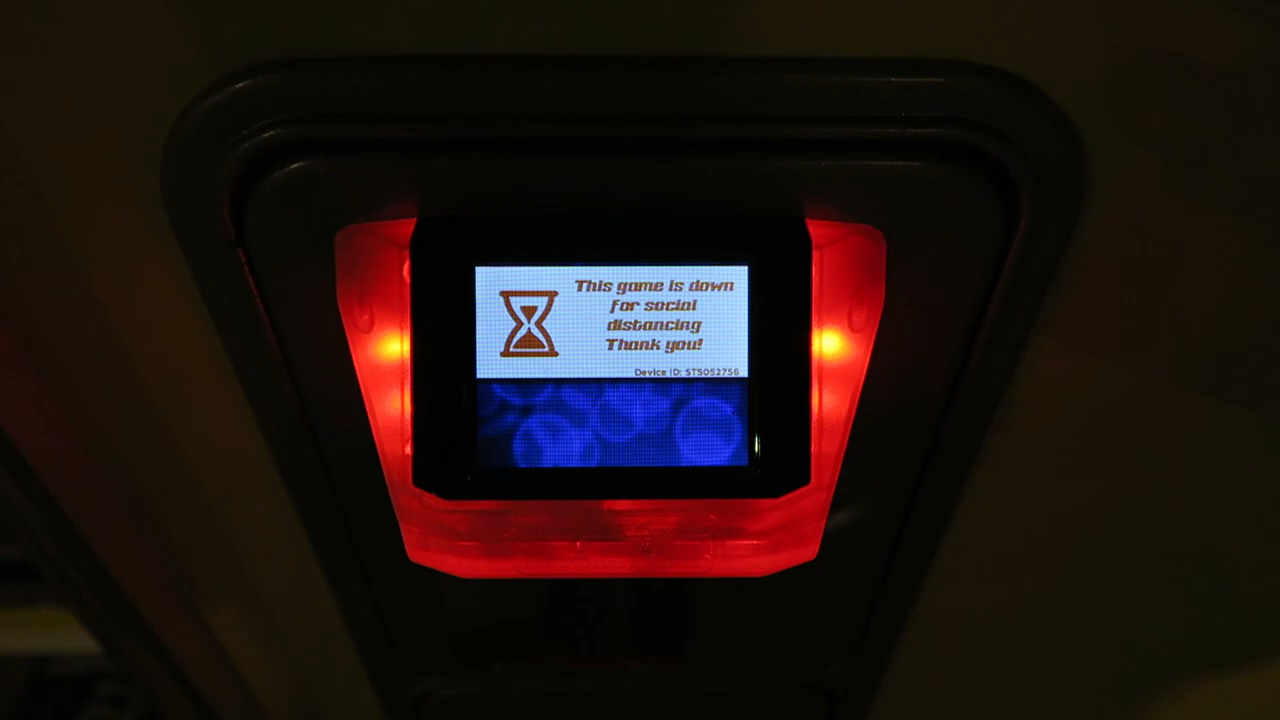 This game is down
for social
distancing
Thank you!
Device ID: ST5052756